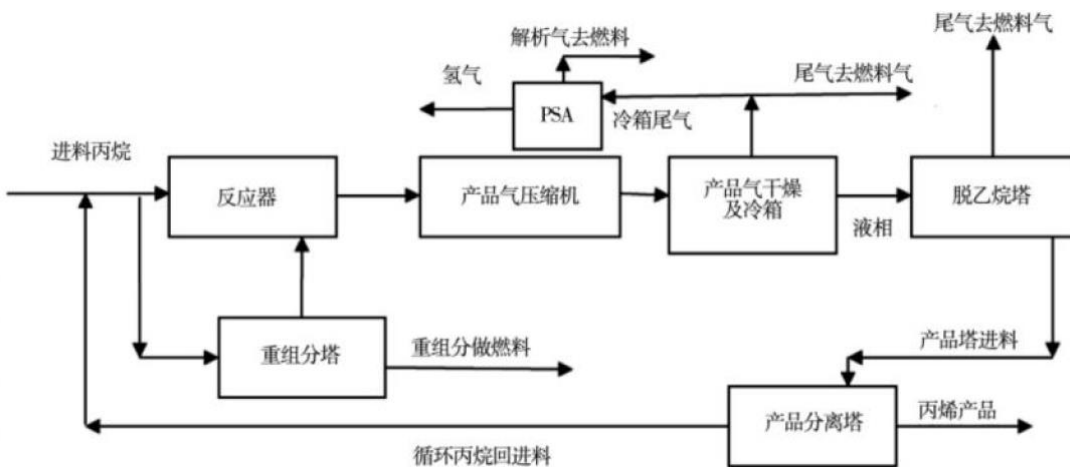 尾气去燃料气
解析气去燃料
氢气
尾气去燃料气
PSA
冷箱尾气
进料丙烷
反应器
产品气压缩机
产品气干燥
及冷箱
脱乙烷塔
液相
重组分塔
重组分做燃料
产品塔进料
产品分离塔
丙烯产品
循环丙烷回进料